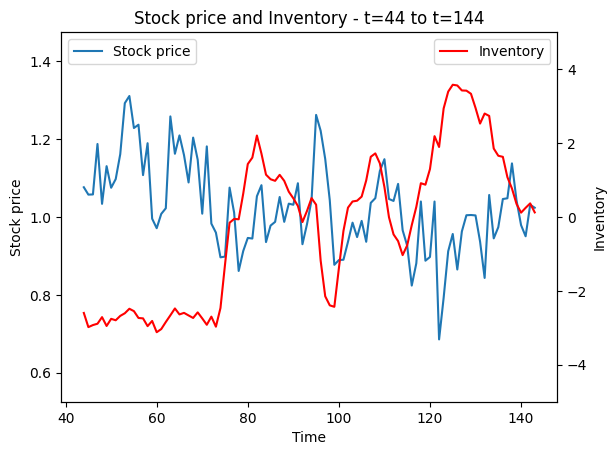 Stock price and Inventory - t=44 to t=144
Stock price
Inventory
1.4
1.2
1.0
0.8
0.6
Stock price
4
2
0
−2
−4
Inventory
40
60
80
100
120
140
Time